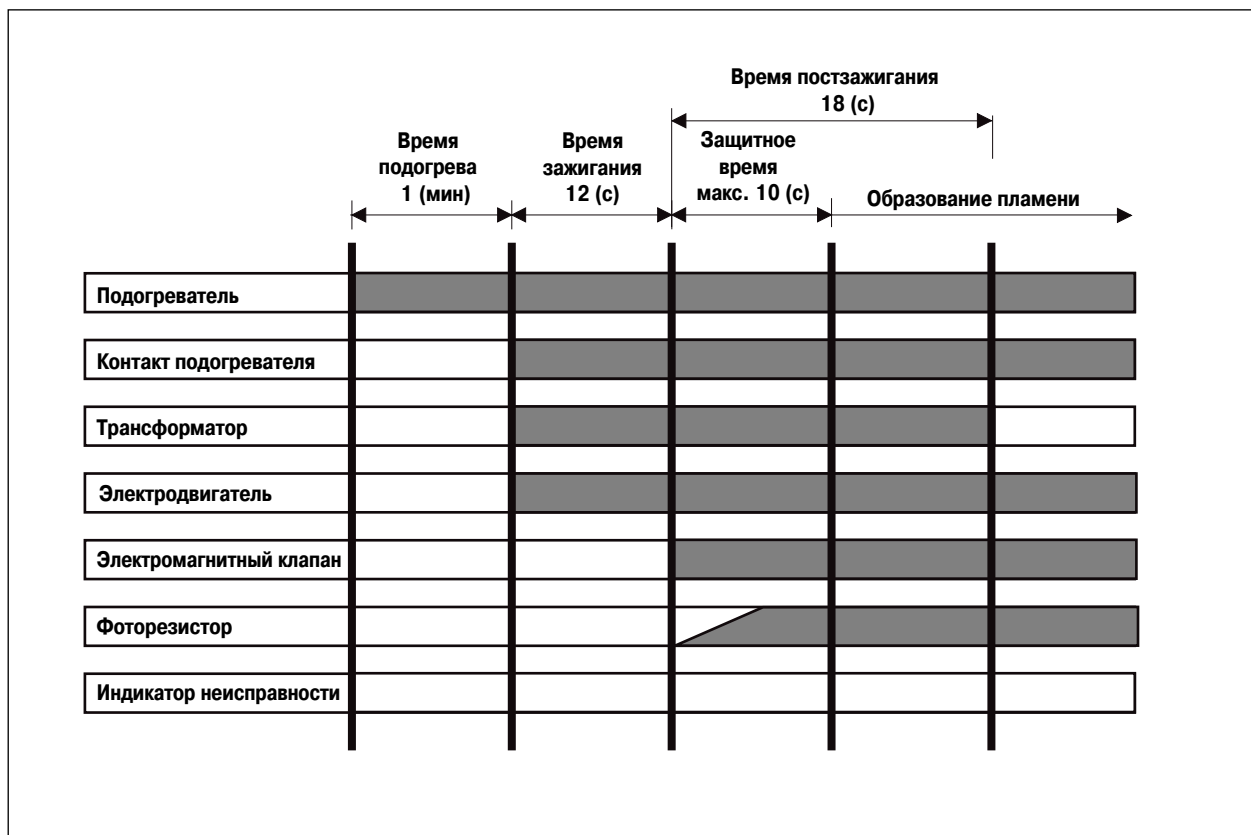 Время постзажигания
18 (с)
Время
подогрева
1 (мин)
Время
зажигания
12 (с)
Защитное
время
макс. 10 (с)
Образование пламени
Подогреватель
Контакт подогревателя
Трансформатор
Электродвигатель
Электромагнитный клапан
Фоторезистор
Индикатор неисправности